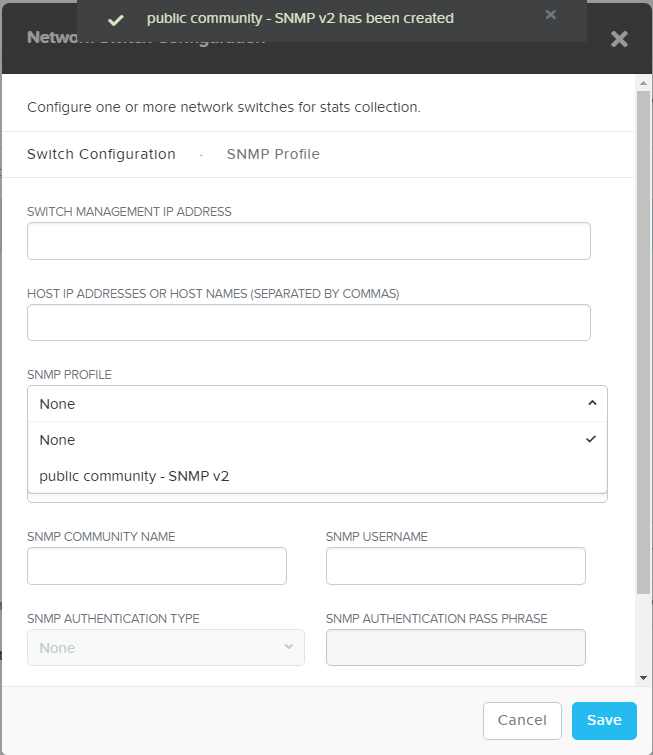 public community - SNMP v2 has been created
Network Switch Configuration
Configure one or more network switches for stats collection.
Switch Configuration · SNMP Profile
SWITCH MANAGEMENT IP ADDRESS
HOST IP ADDRESSES OR HOST NAMES (SEPARATED BY COMMAS)
SNMP PROFILE
None
None
public community - SNMP v2
SNMP COMMUNITY NAME SNMP USERNAME
SNMP AUTHENTICATION TYPE SNMP AUTHENTICATION PASS PHRASE
None
Cancel Save